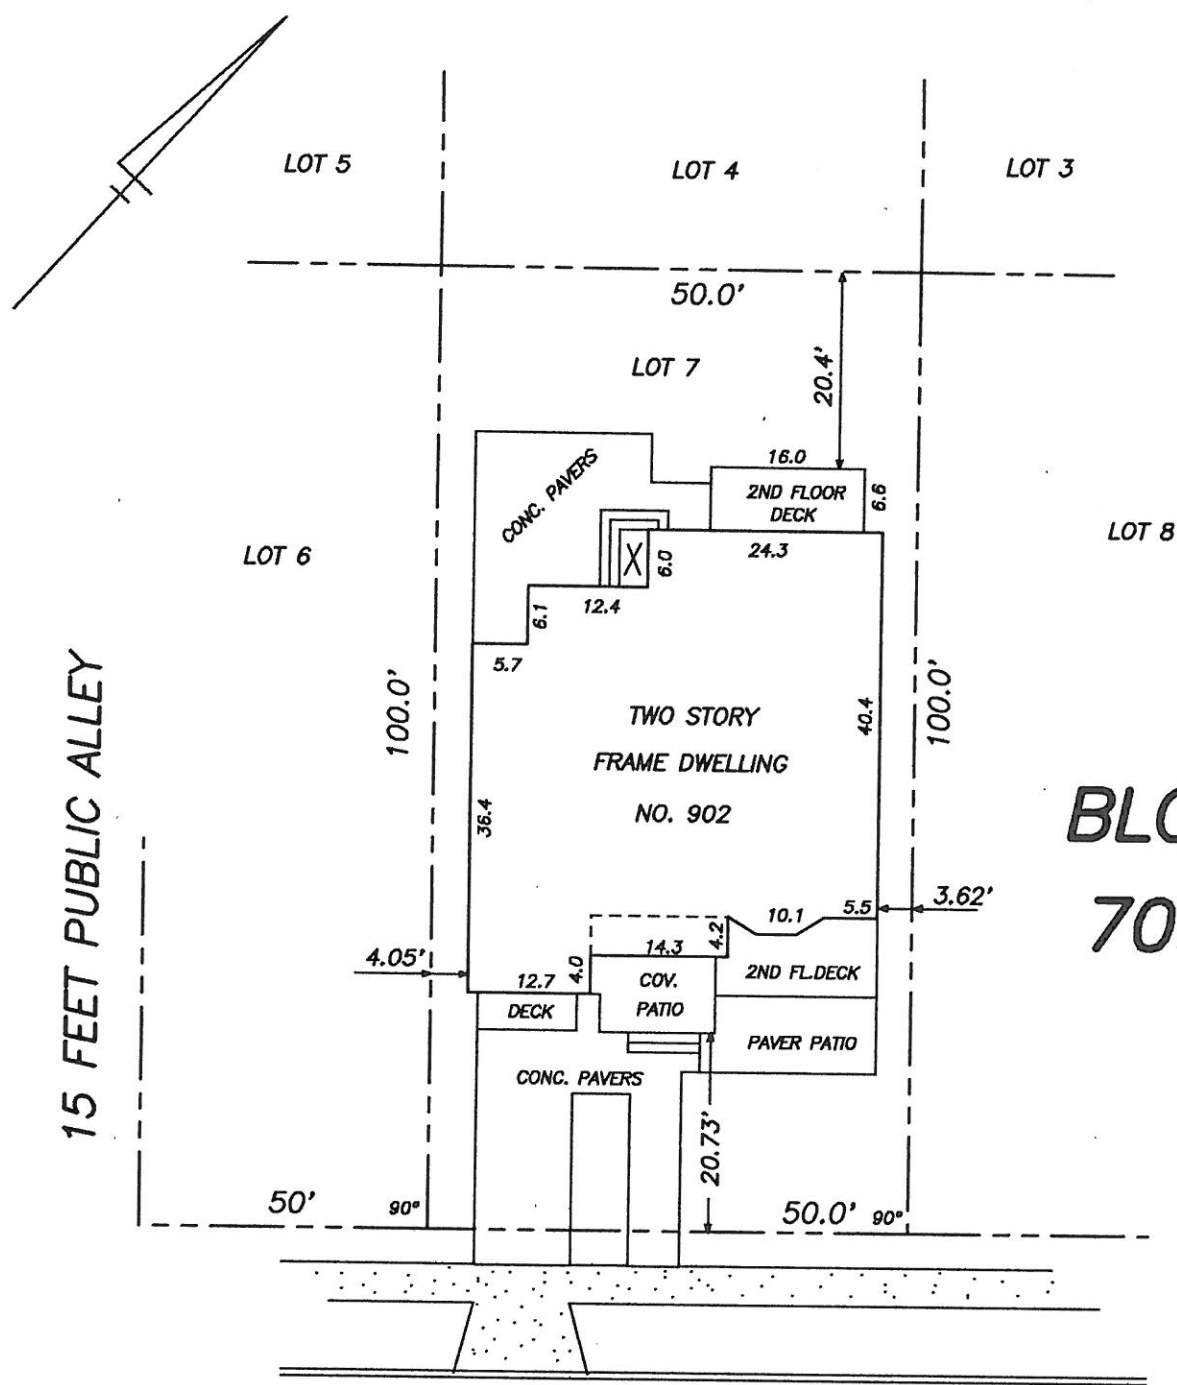 LOT 5
LOT 4
LOT 3
50.0'
LOT 7
20.4'
CONC. PAVERS
16.0
2ND FLOOR
DECK
6.6
LOT 6
LOT 8
X
6.0
24.3
6.1
12.4
5.7
15 FEET PUBLIC ALLEY
100.0'
TWO STORY
FRAME DWELLING
NO. 902
40.4
100.0'
36.4
BLO
70
4.05'
3.62'
5.5
10.1
4.2
14.3
4.0
12.7
DECK
COV.
PATIO
2ND FL.DECK
PAVER PATIO
CONC. PAVERS
20.73'
50'
90°
50.0'
90°